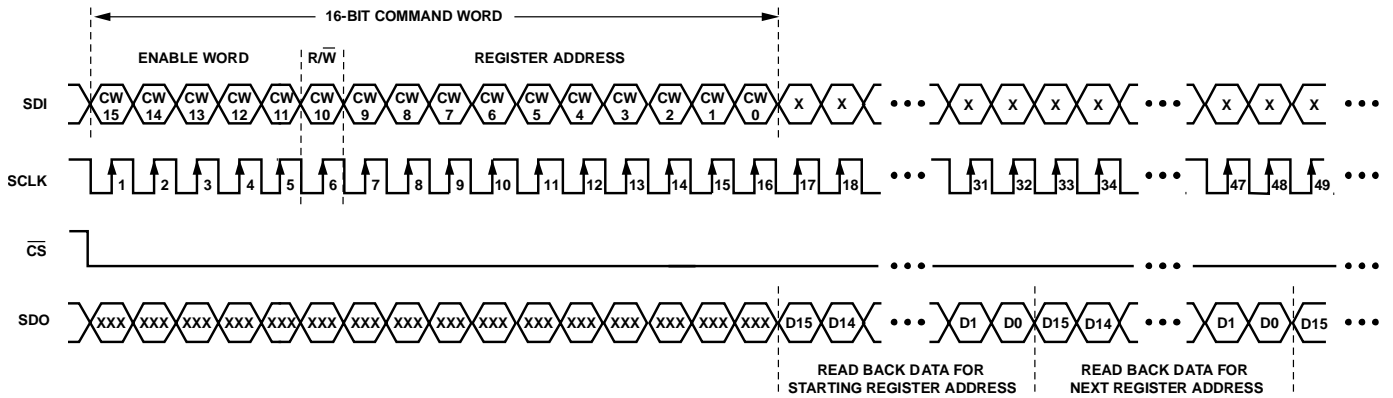 16-BIT COMMAND WORD
ENABLE WORD R/W̅ REGISTER ADDRESS
SDI CW 15 CW 14 CW 13 CW 12 CW 11 CW 10 CW 9 CW 8 CW 7 CW 6 CW 5 CW 4 CW 3 CW 2 CW 1 CW 0 X X ••• X X X X ••• X X X •••
SCLK 1 2 3 4 5 6 7 8 9 10 11 12 13 14 15 16 17 18 ••• 31 32 33 34 ••• 47 48 49 •••
C̅S̅ ••• ••• •••
SDO XXX XXX XXX XXX XXX XXX XXX XXX XXX XXX XXX XXX XXX XXX XXX XXX D15 D14 ••• D1 D0 D15 D14 ••• D1 D0 D15 •••
READ BACK DATA FOR
STARTING REGISTER ADDRESS
READ BACK DATA FOR
NEXT REGISTER ADDRESS